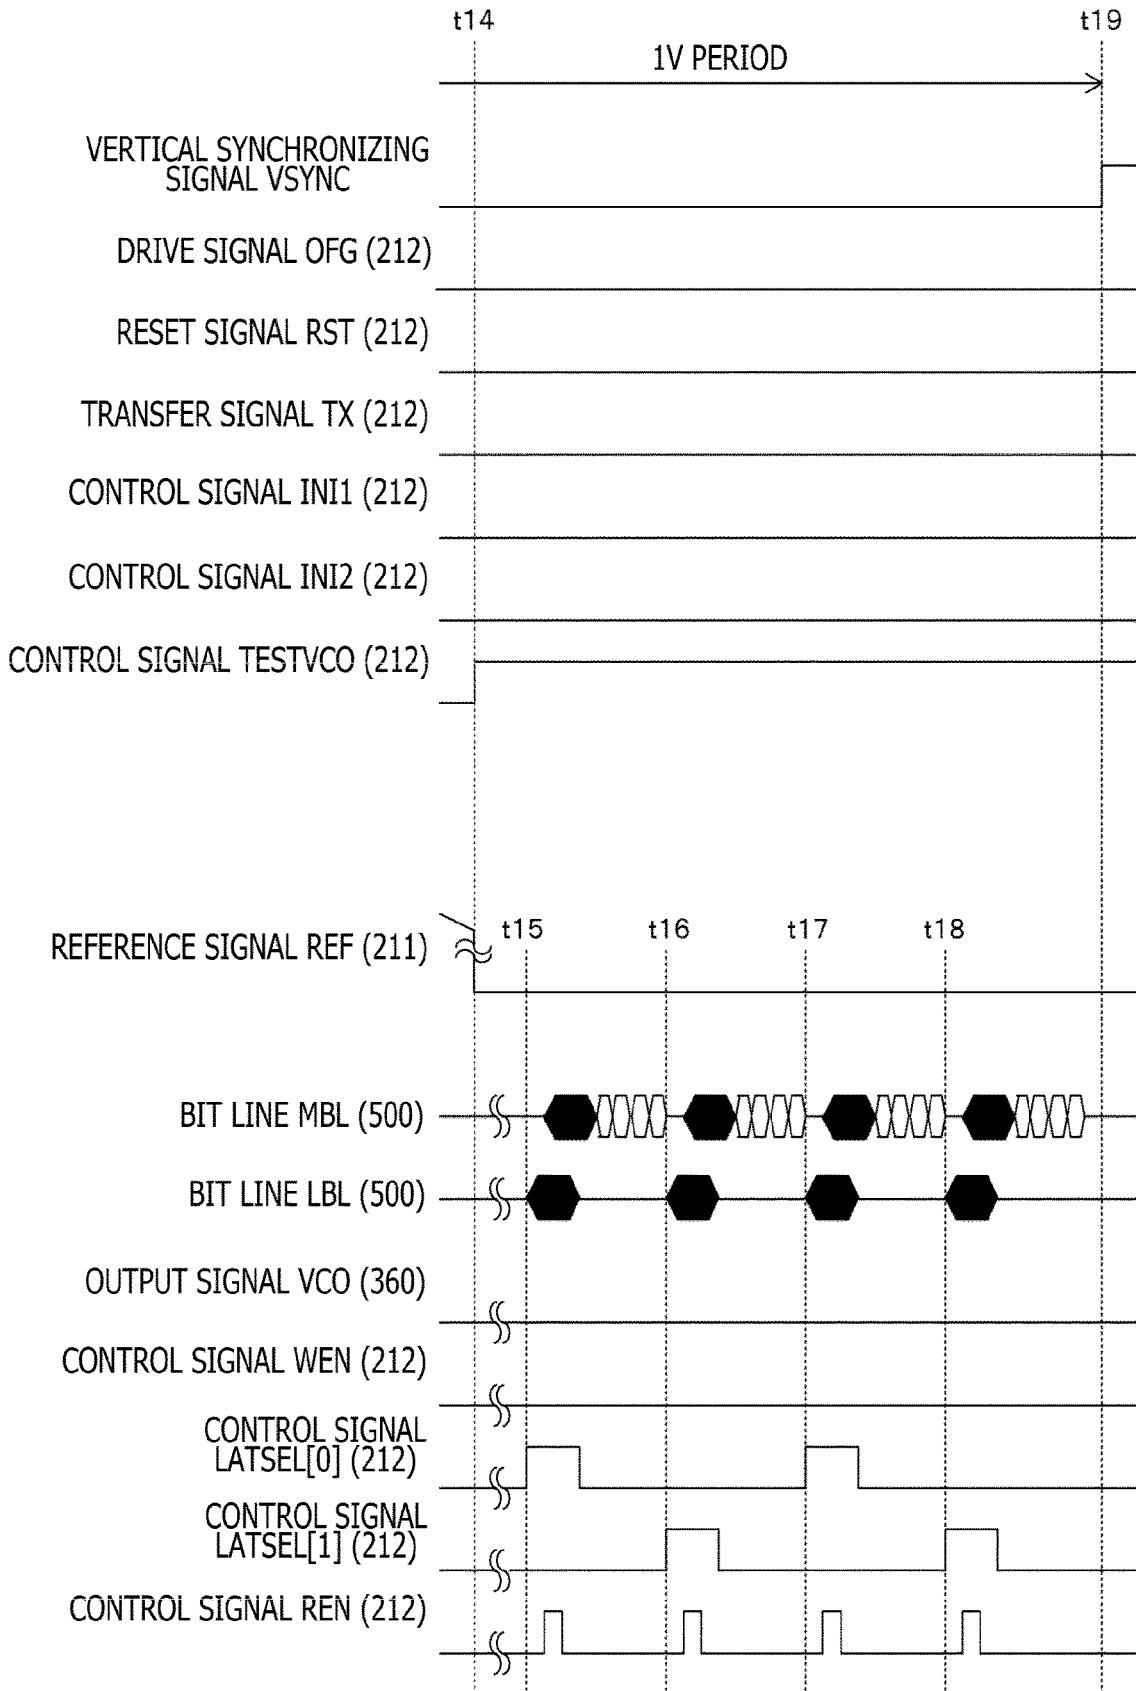 t14
t19
1V PERIOD
VERTICAL SYNCHRONIZING
SIGNAL VSYNC
DRIVE SIGNAL OFG (212)
RESET SIGNAL RST (212)
TRANSFER SIGNAL TX (212)
CONTROL SIGNAL INI1 (212)
CONTROL SIGNAL INI2 (212)
CONTROL SIGNAL TESTVCO (212)
t15
t16
t17
t18
REFERENCE SIGNAL REF (211)
BIT LINE MBL (500)
BIT LINE LBL (500)
OUTPUT SIGNAL VCO (360)
CONTROL SIGNAL WEN (212)
CONTROL SIGNAL
LATSEL[0] (212)
CONTROL SIGNAL
LATSEL[1] (212)
CONTROL SIGNAL REN (212)